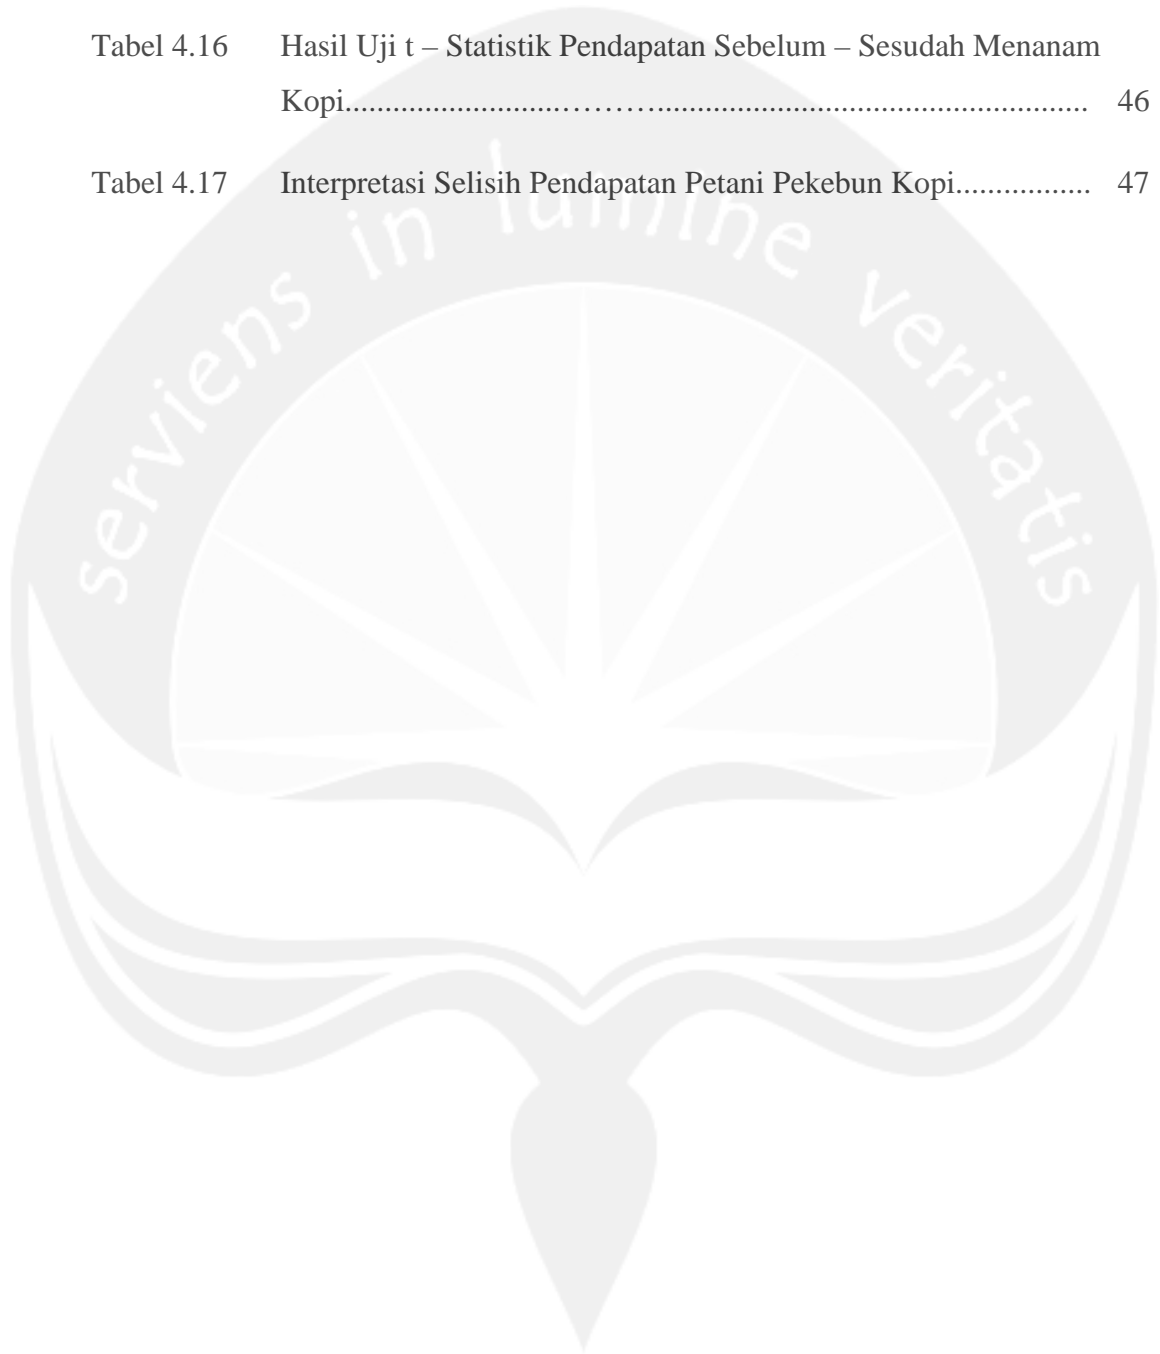 Tabel 4.16 Hasil Uji t – Statistik Pendapatan Sebelum – Sesudah Menanam
Kopi..........................……….............................................................. 46
Tabel 4.17 Interpretasi Selisih Pendapatan Petani Pekebun Kopi................. 47
serviens in lumine veritatis